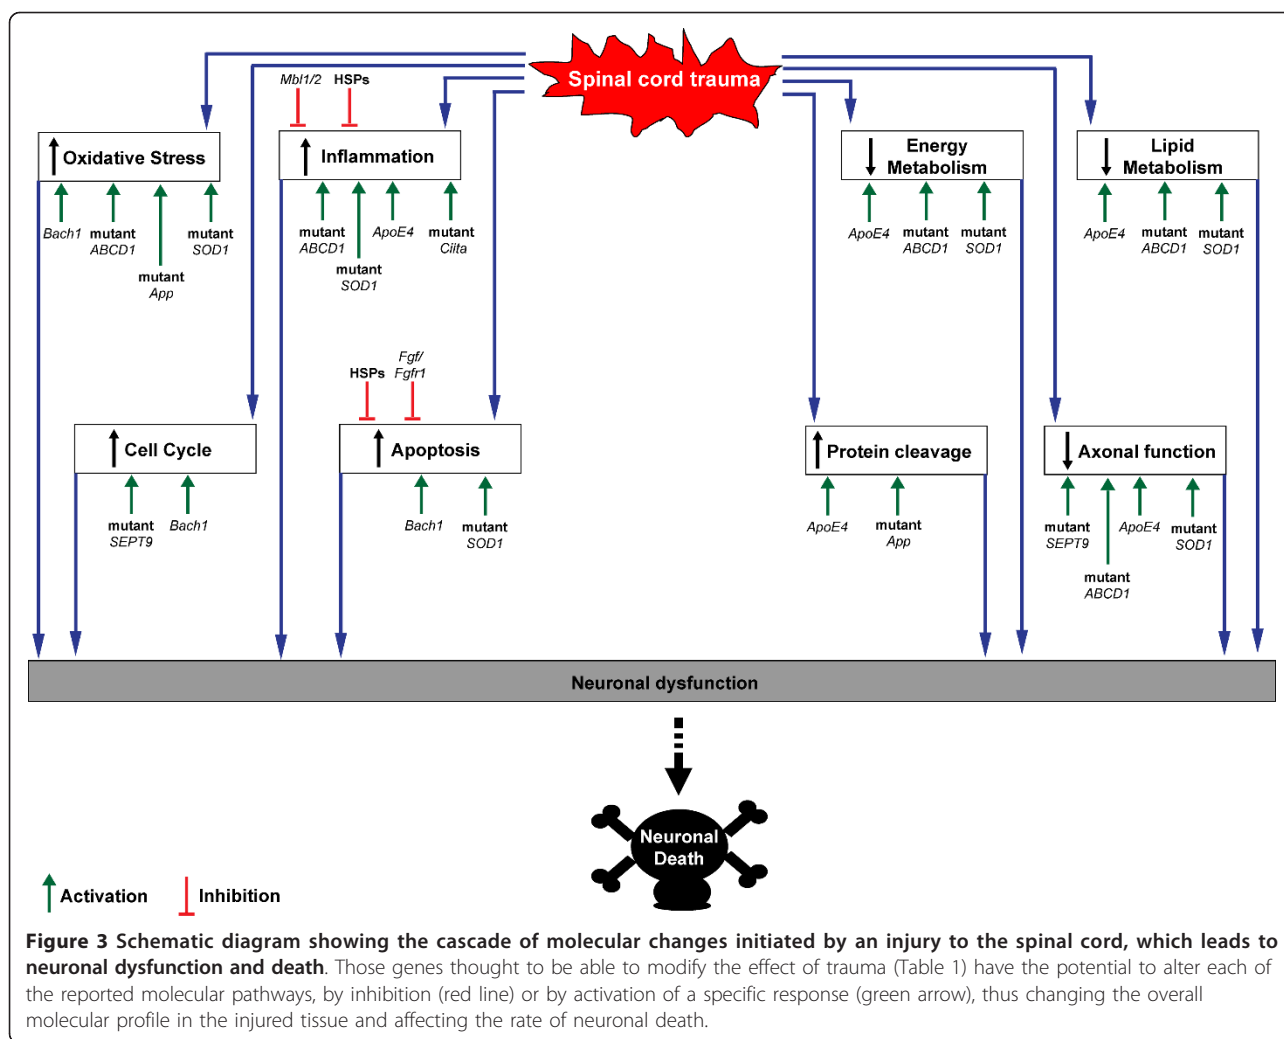 Spinal cord trauma
Mbl1/2 HSPs
Oxidative Stress
Inflammation
Energy
Metabolism
Lipid
Metabolism
Bach1
mutant
ABCD1
mutant
App
mutant
SOD1
mutant
ABCD1
mutant
SOD1
ApoE4
mutant
Ciita
ApoE4
mutant
ABCD1
mutant
SOD1
ApoE4
mutant
ABCD1
mutant
SOD1
HSPs
Fgf/
Fgfr1
Cell Cycle
Apoptosis
Protein cleavage
Axonal function
mutant
SEPT9
Bach1
Bach1
mutant
SOD1
ApoE4
mutant
App
mutant
SEPT9
mutant
ABCD1
ApoE4
mutant
SOD1
Neuronal dysfunction
Neuronal
Death
Activation
Inhibition
Figure 3 Schematic diagram showing the cascade of molecular changes initiated by an injury to the spinal cord, which leads to
neuronal dysfunction and death. Those genes thought to be able to modify the effect of trauma (Table 1) have the potential to alter each of
the reported molecular pathways, by inhibition (red line) or by activation of a specific response (green arrow), thus changing the overall
molecular profile in the injured tissue and affecting the rate of neuronal death.